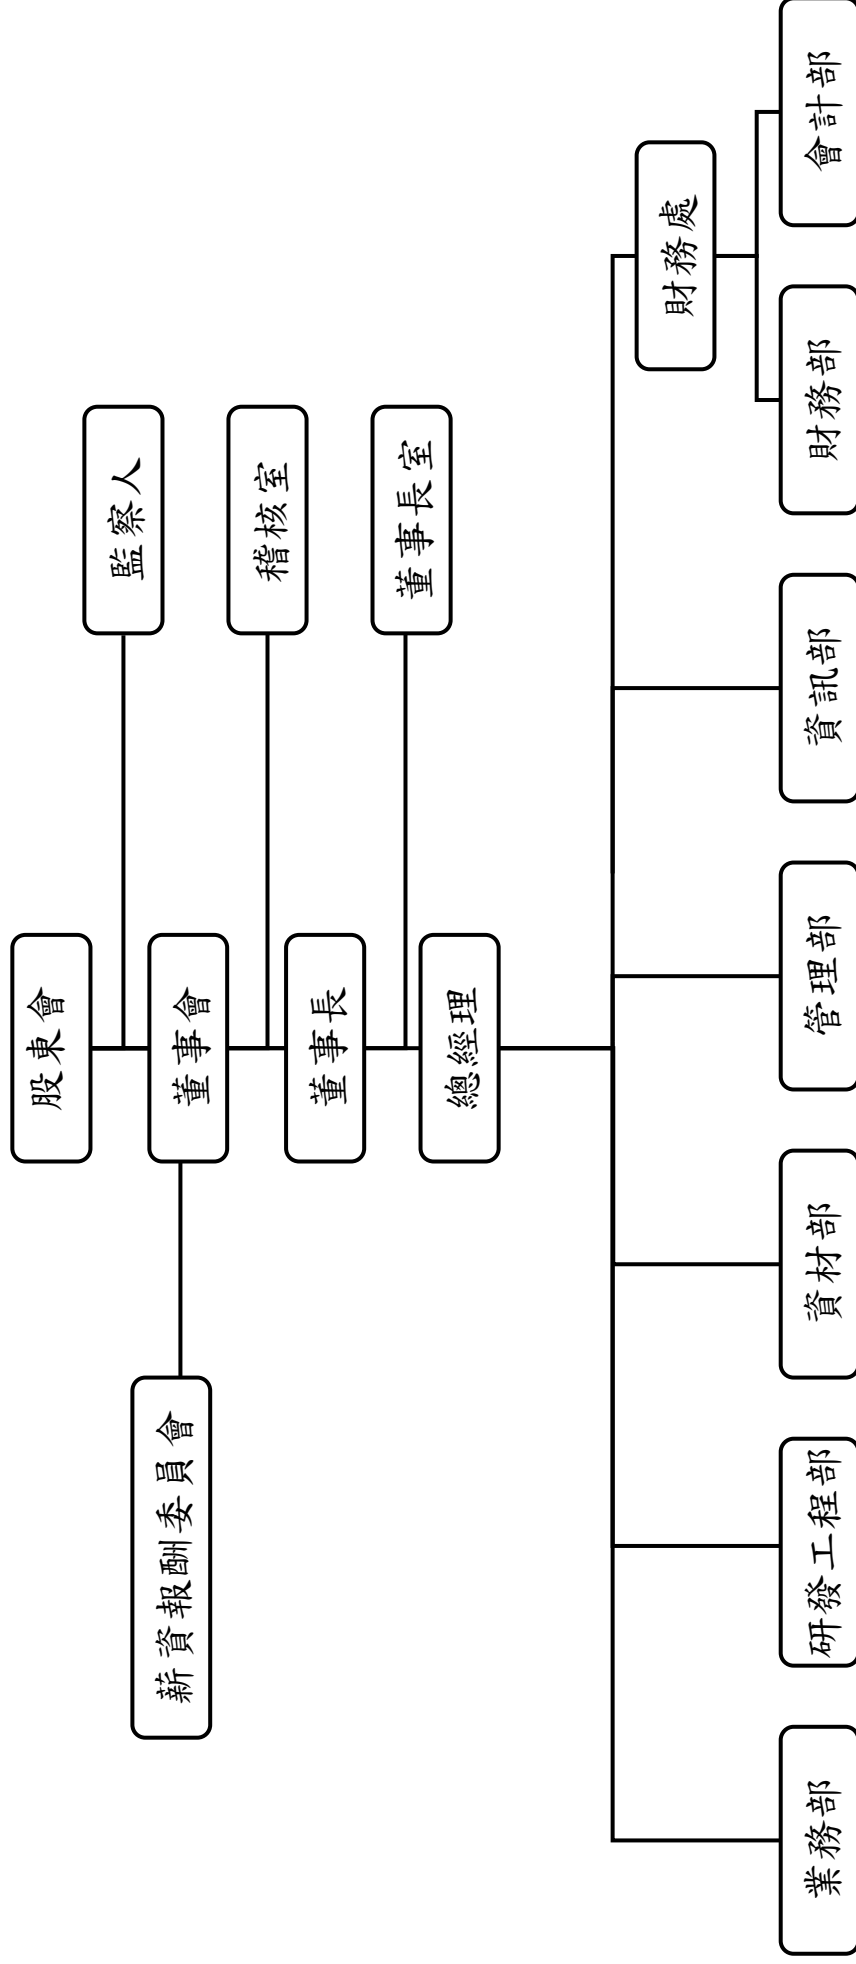 股東會
監察人
薪資報酬委員會
董事會
稽核室
董事長
董事長室
總經理
財務處
業務部
研發工程部
資材部
管理部
資訊部
財務部
會計部